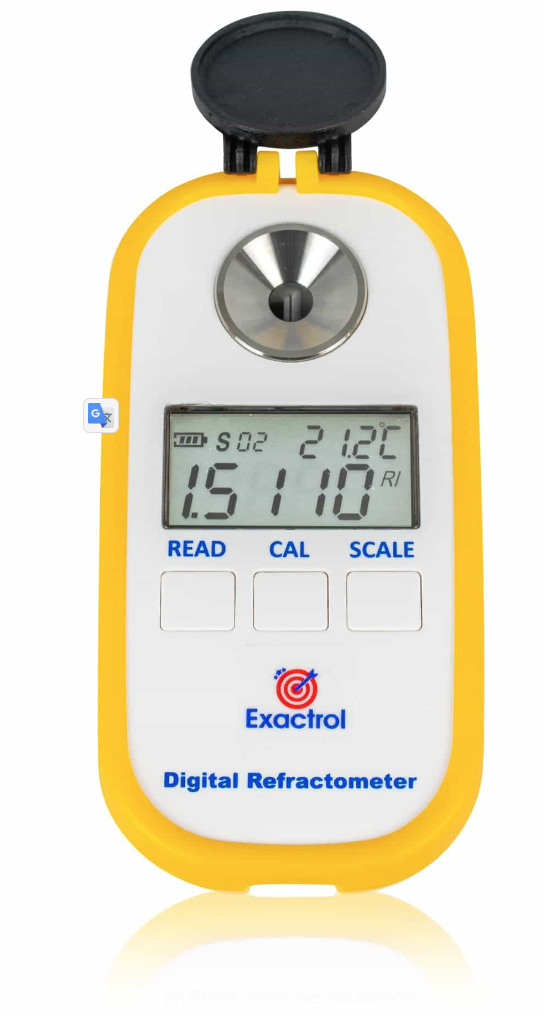 S 02 21.2°C
1.5110 RI
READ CAL SCALE
Exactrol
Digital Refractometer